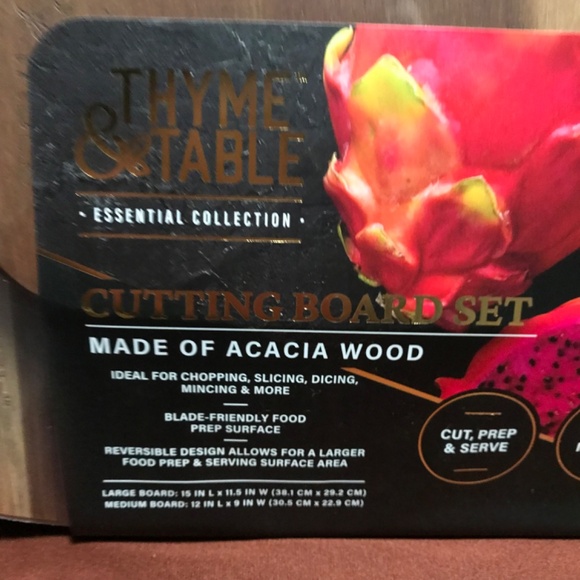 THYME
& TABLE
· ESSENTIAL COLLECTION ·
CUTTING BOARD SET
MADE OF ACACIA WOOD
IDEAL FOR CHOPPING, SLICING, DICING,
MINCING & MORE
BLADE-FRIENDLY FOOD
PREP SURFACE
REVERSIBLE DESIGN ALLOWS FOR A LARGER
FOOD PREP & SERVING SURFACE AREA
LARGE BOARD: 15 IN L x 11.5 IN W (38.1 CM x 29.2 CM)
MEDIUM BOARD: 12 IN L x 9 IN W (30.5 CM x 22.9 CM)
CUT, PREP
& SERVE